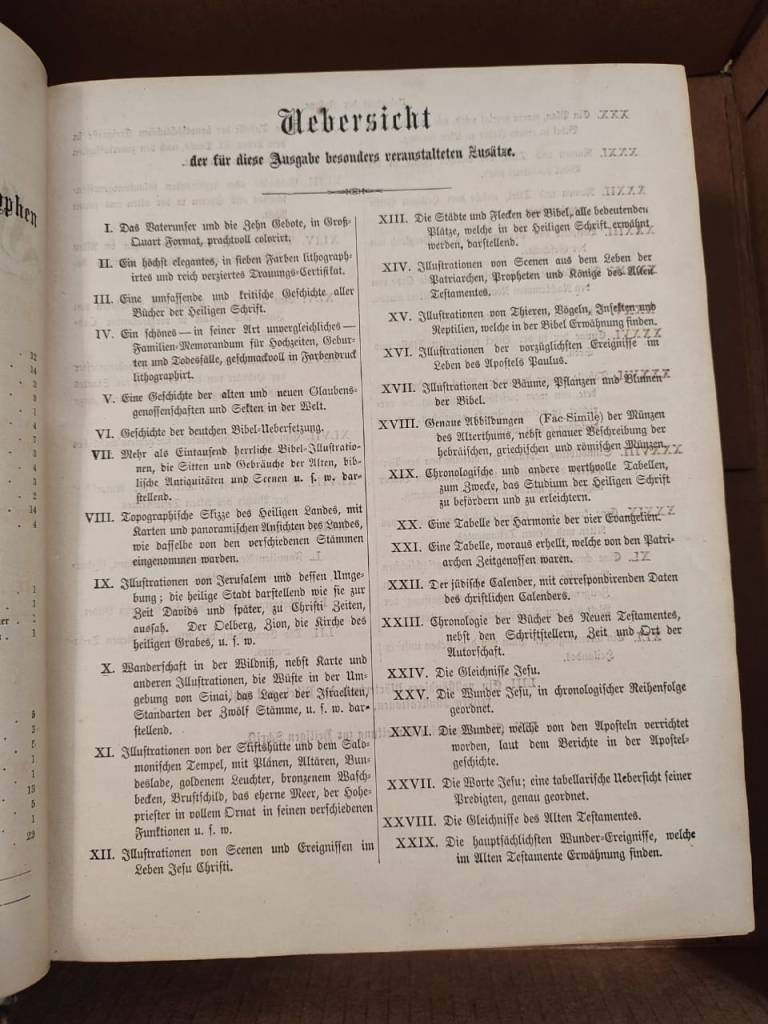 Uebersicht
der für diese Ausgabe besonders veranstalteten Zusätze.
I. Das Vaterunser und die Zehn Gebote, in Groß-
Quart Format, prachtvoll colorirt.
II. Ein höchst elegantes, in sieben Farben lithograph-
irtes und reich verziertes Trauungs-Certifikat.
III. Eine umfassende und kritische Geschichte aller
Bücher der Heiligen Schrift.
IV. Ein schönes — in seiner Art unvergleichliches —
Familien-Memorandum für Hochzeiten, Gebur-
ten und Todesfälle, geschmackvoll in Farbendruck
lithographirt.
V. Eine Geschichte der alten und neuen Glaubens-
genossenschaften und Sekten in der Welt.
VI. Geschichte der deutchen Bibel-Uebersetzung.
VII. Mehr als Eintausend herrliche Bibel-Illustratio-
nen, die Sitten und Gebräuche der Alten, bib-
lische Antiquitäten und Scenen u. s. w. dar-
stellend.
VIII. Topographische Skizze des Heiligen Landes, mit
Karten und panoramischen Ansichten des Landes,
wie dasselbe von den verschiedenen Stämmen
eingenommen warden.
IX. Illustrationen von Jerusalem und dessen Umge-
bung; die heilige Stadt darstellend wie sie zur
Zeit Davids und später, zu Christi Zeiten,
aussah. Der Oelberg, Zion, die Kirche des
heiligen Grabes, u. s. w.
X. Wanderschaft in der Wildniß, nebst Karte und
anderen Illustrationen, die Wüste in der Um-
gebung von Sinai, das Lager der Israeliten,
Standarten der Zwölf Stämme, u. s. w. dar-
stellend.
XI. Illustrationen von der Stiftshütte und dem Salo-
monischen Tempel, mit Plänen, Altären, Bun-
deslade, goldenem Leuchter, bronzenem Wasch-
becken, Brustschild, das eherne Meer, der Hohe-
priester in vollem Ornat in seinen verschiedenen
Funktionen u. s. w.
XII. Illustrationen von Scenen und Ereignissen im
Leben Jesu Christi.
XIII. Die Städte und Flecken der Bibel, alle bedeutenden
Plätze, welche in der Heiligen Schrift erwähnt
werden, darstellend.
XIV. Illustrationen von Scenen aus dem Leben der
Patriarchen, Propheten und Könige des Alten
Testamentes.
XV. Illustrationen von Thieren, Vögeln, Insekten und
Reptilien, welche in der Bibel Erwähnung finden.
XVI. Illustrationen der vorzüglichsten Ereignisse im
Leben des Apostels Paulus.
XVII. Illustrationen der Bäume, Pflanzen und Blumen
der Bibel.
XVIII. Genaue Abbildungen (Fac-Simile) der Münzen
des Alterthums, nebst genauer Beschreibung der
hebräischen, griechischen und römischen Münzen.
XIX. Chronologische und andere werthvolle Tabellen,
zum Zwecke, das Studium der Heiligen Schrift
zu befördern und zu erleichtern.
XX. Eine Tabelle der Harmonie der vier Evangelien.
XXI. Eine Tabelle, woraus erhellt, welche von den Patri-
archen Zeitgenossen waren.
XXII. Der jüdische Calender, mit correspondirenden Daten
des christlichen Calenders.
XXIII. Chronologie der Bücher des Neuen Testamentes,
nebst den Schriftstellern, Zeit und Ort der
Autorschaft.
XXIV. Die Gleichnisse Jesu.
XXV. Die Wunder Jesu, in chronologischer Reihenfolge
geordnet.
XXVI. Die Wunder, welche von den Aposteln verrichtet
worden, laut dem Berichte in der Apostel-
geschichte.
XXVII. Die Worte Jesu; eine tabellarische Uebersicht seiner
Predigten, genau geordnet.
XXVIII. Die Gleichnisse des Alten Testamentes.
XXIX. Die hauptsächlichsten Wunder-Ereignisse, welche
im Alten Testamente Erwähnung finden.